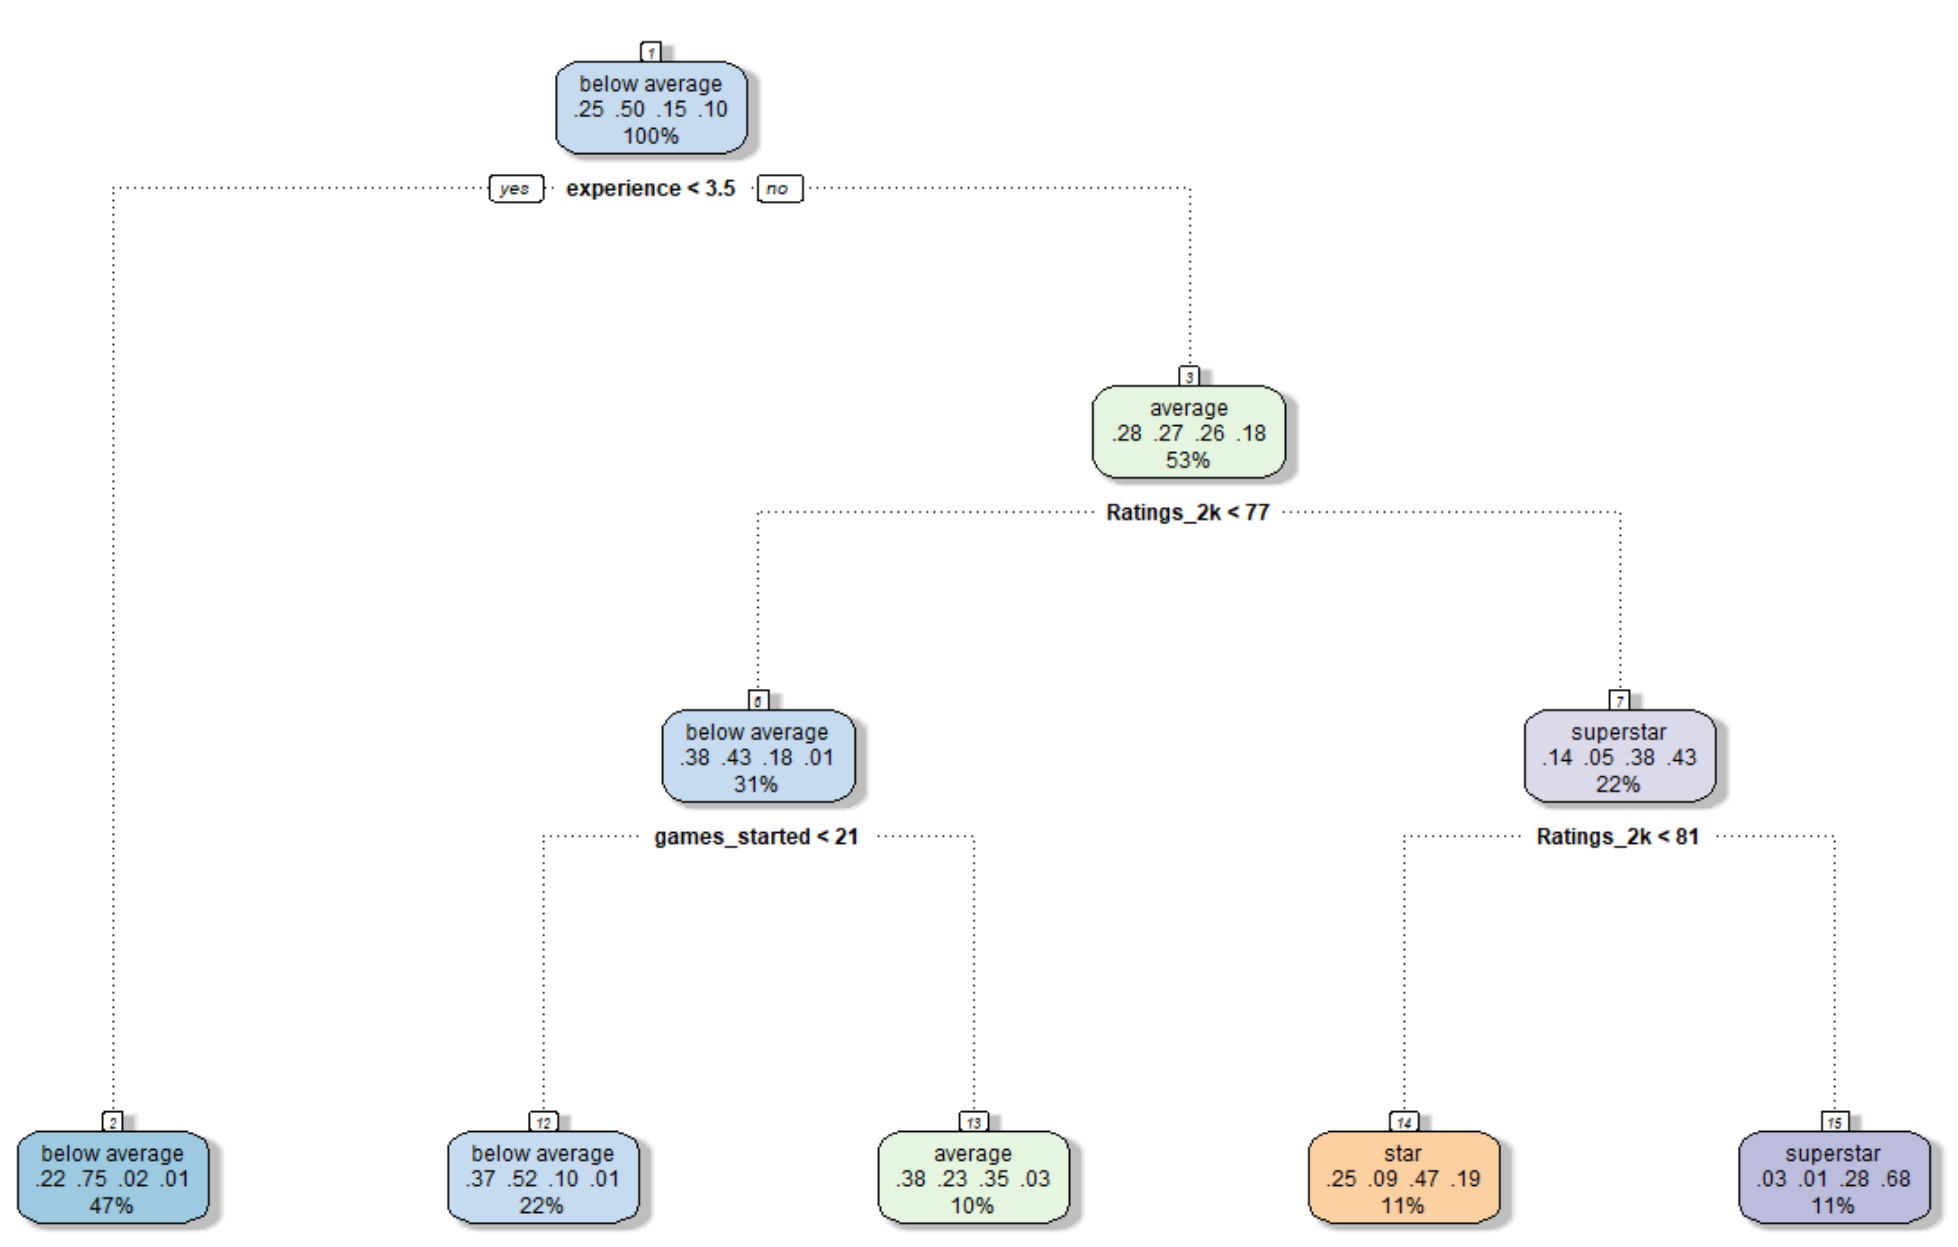 1
below average
.25 .50 .15 .10
100%
yes experience < 3.5 no
3
average
.28 .27 .26 .18
53%
Ratings_2k < 77
6
below average
.38 .43 .18 .01
31%
7
superstar
.14 .05 .38 .43
22%
games_started < 21
Ratings_2k < 81
2
below average
.22 .75 .02 .01
47%
12
below average
.37 .52 .10 .01
22%
13
average
.38 .23 .35 .03
10%
14
star
.25 .09 .47 .19
11%
15
superstar
.03 .01 .28 .68
11%